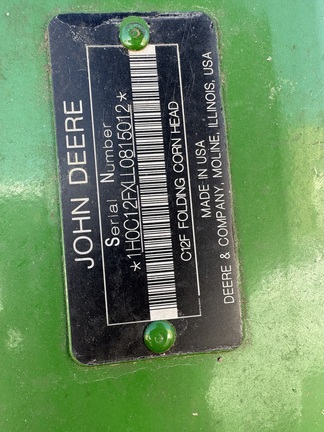 JOHN DEERE
Serial Number
*1H0C12FXLL0815012*
C12F FOLDING CORN HEAD
MADE IN USA
DEERE & COMPANY, MOLINE, ILLINOIS, USA